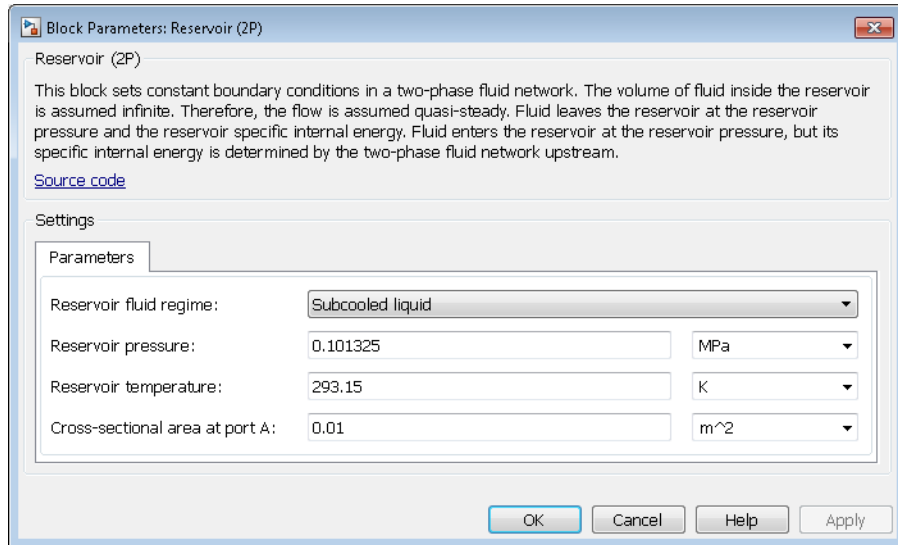 Block Parameters: Reservoir (2P)
Reservoir (2P)
This block sets constant boundary conditions in a two-phase fluid network. The volume of fluid inside the reservoir
is assumed infinite. Therefore, the flow is assumed quasi-steady. Fluid leaves the reservoir at the reservoir
pressure and the reservoir specific internal energy. Fluid enters the reservoir at the reservoir pressure, but its
specific internal energy is determined by the two-phase fluid network upstream.
Source code
Settings
Parameters
Reservoir fluid regime: Subcooled liquid
Reservoir pressure: 0.101325 MPa
Reservoir temperature: 293.15 K
Cross-sectional area at port A: 0.01 m^2
OK Cancel Help Apply